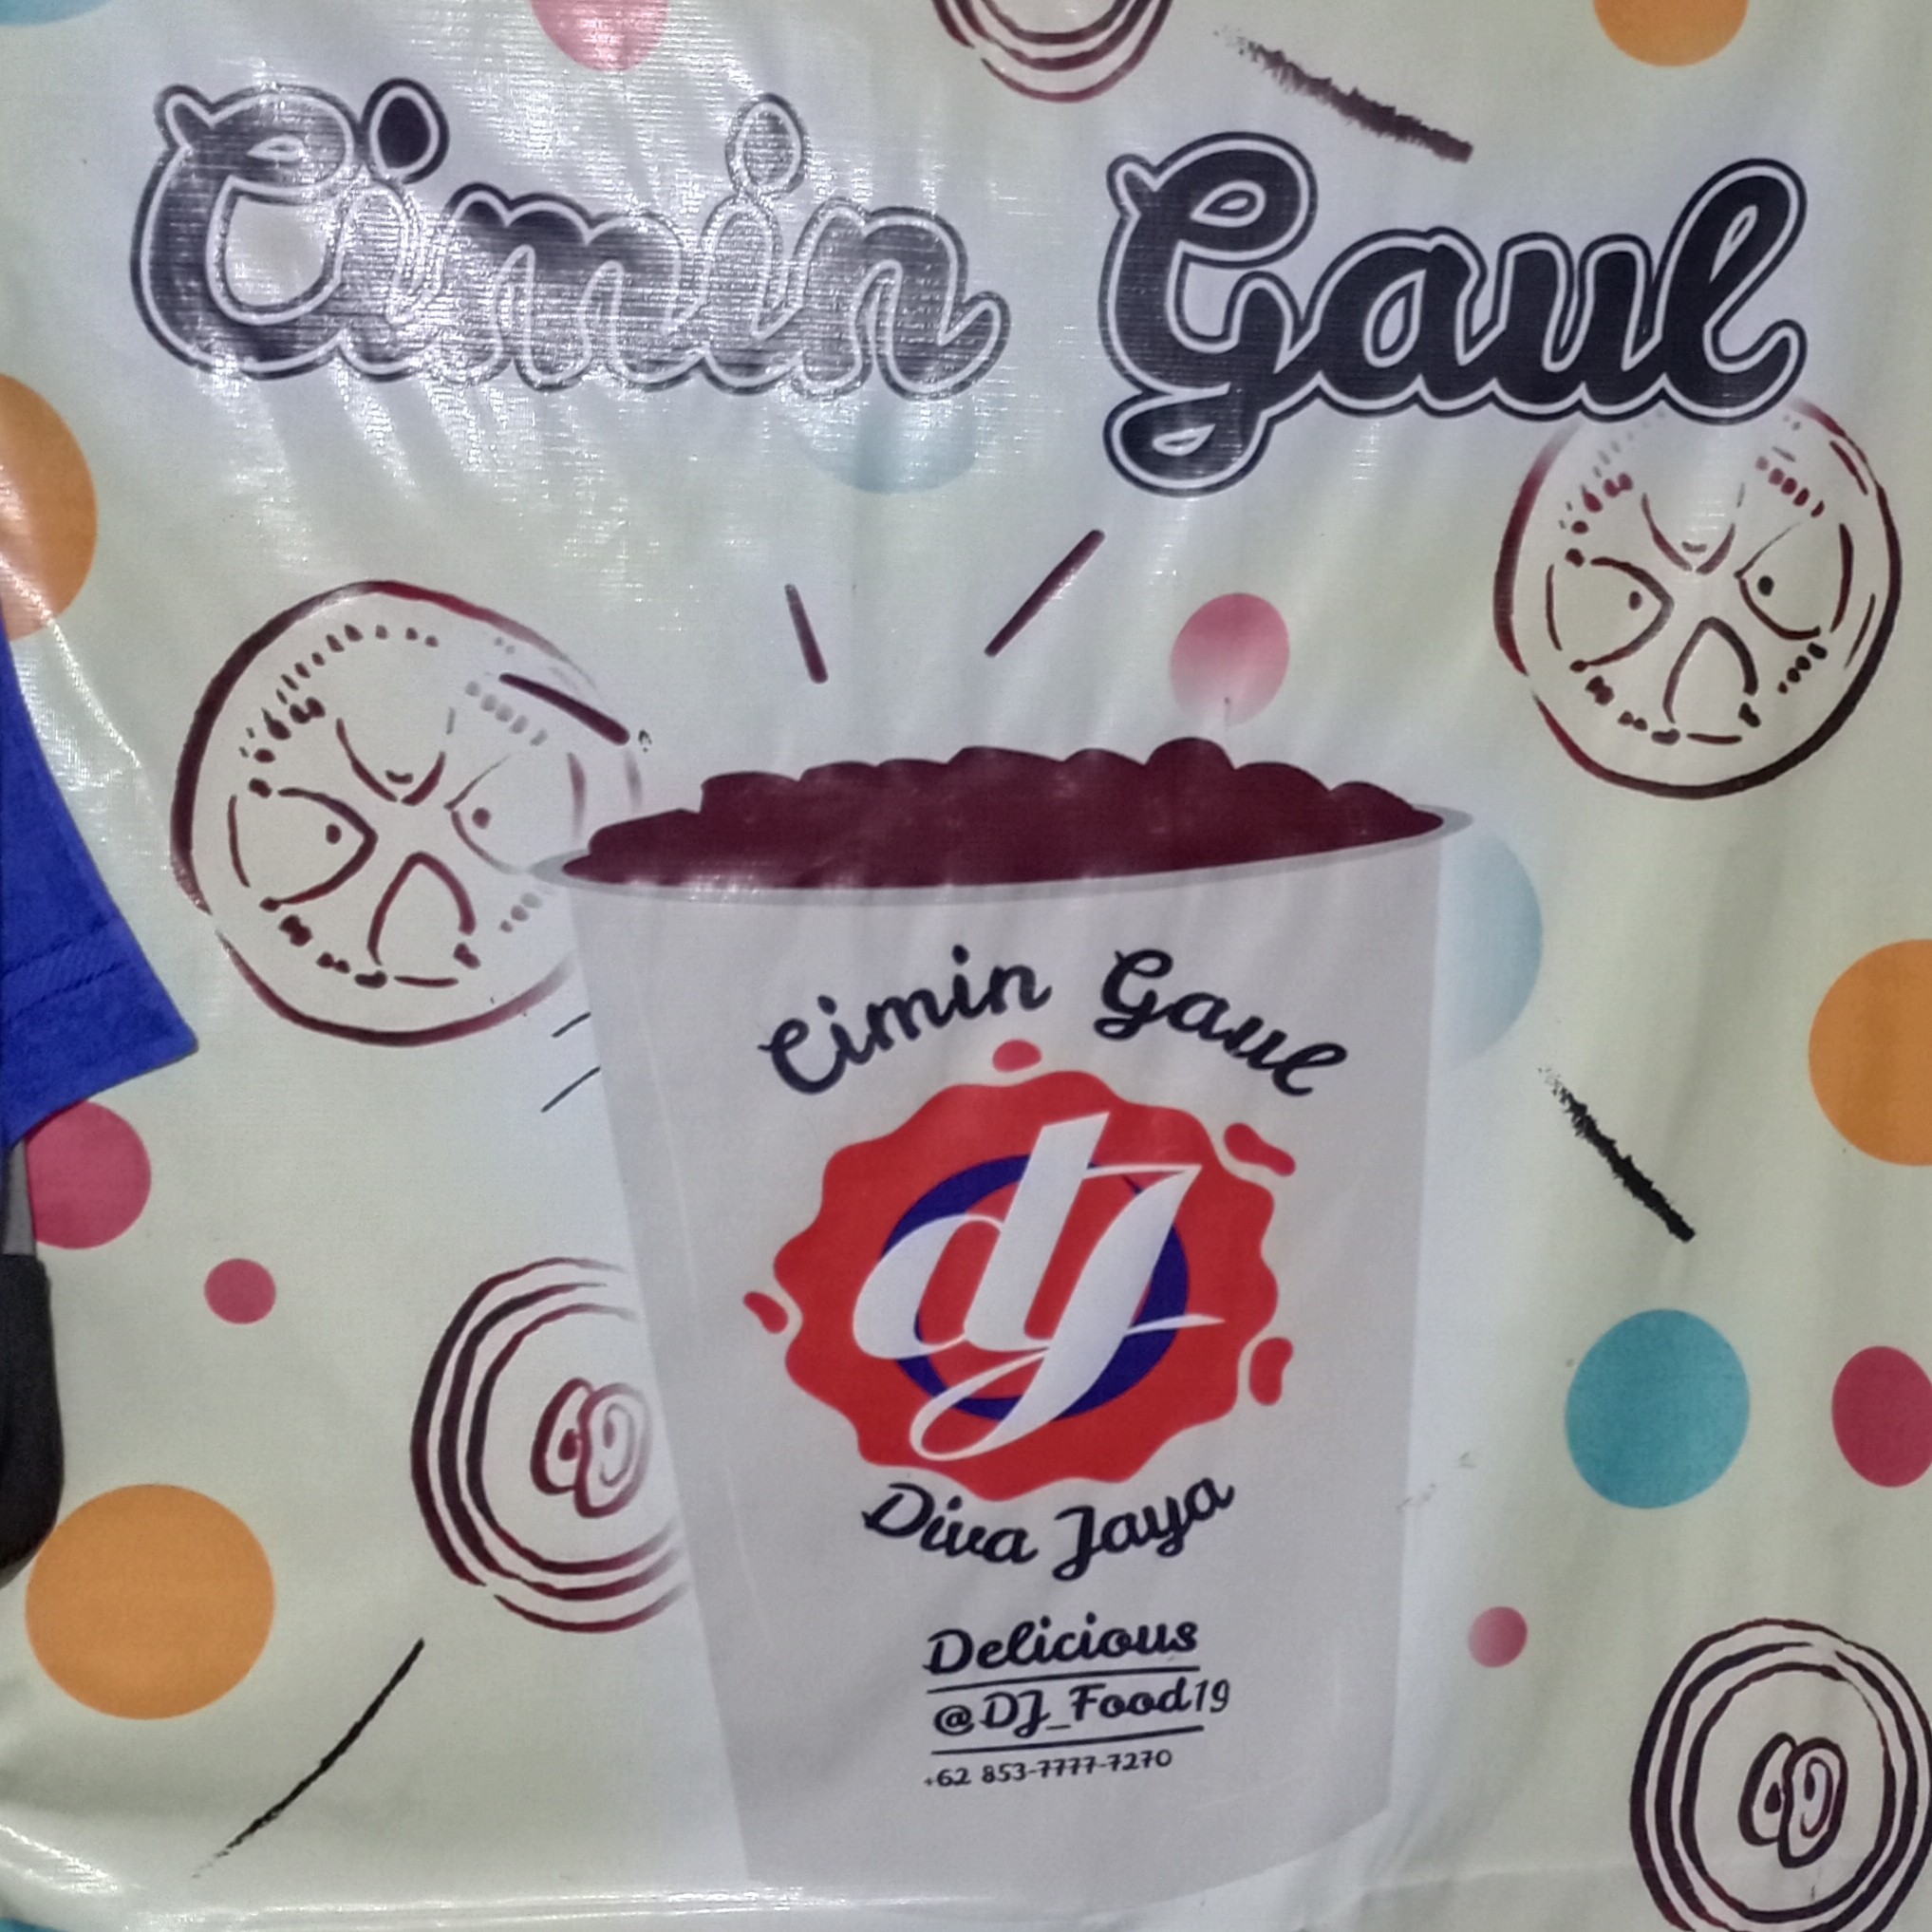 Cimin Gaul
Cimin Gaul
dJ
Diva Jaya
Delicious
@DJ_Food19
+62 853-7777-7270